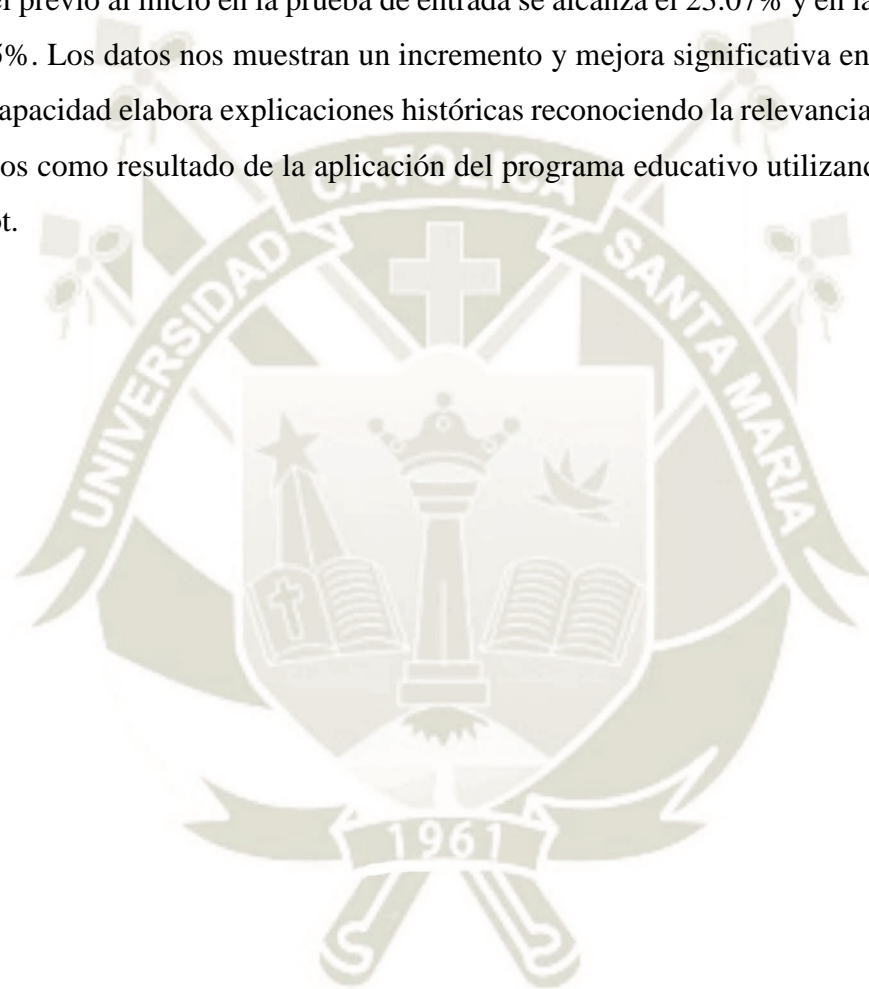 el previo al inicio en la prueba de entrada se alcanza el 23.07% y en la
5%. Los datos nos muestran un incremento y mejora significativa en
capacidad elabora explicaciones históricas reconociendo la relevancia
os como resultado de la aplicación del programa educativo utilizand
ot.
UNIVERSIDAD CATOLICA SANTA MARIA
1961